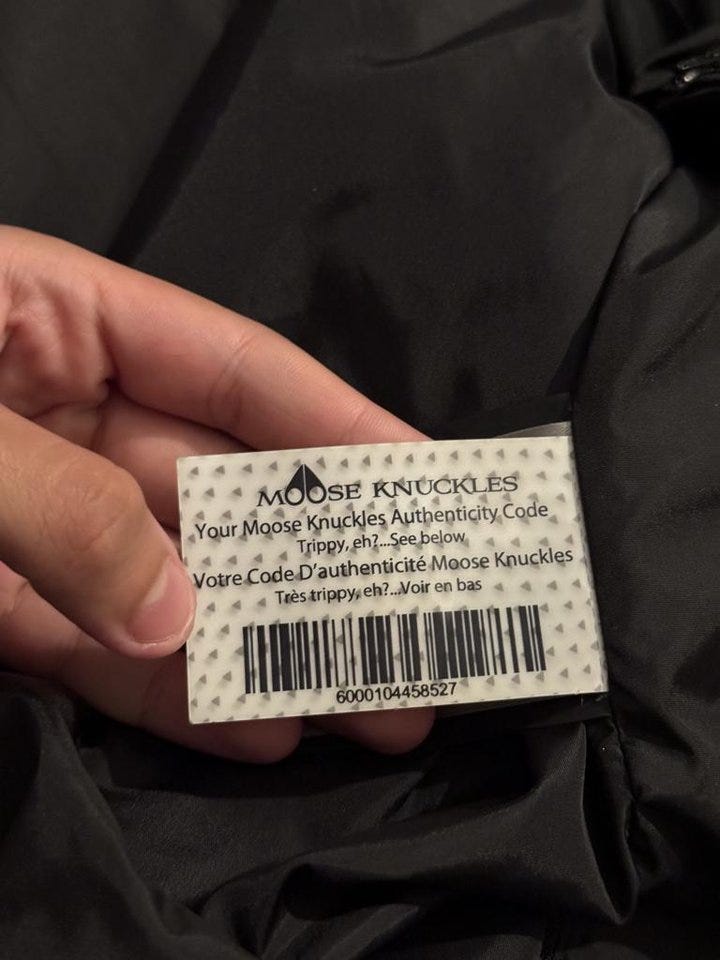 MOOSE KNUCKLES
Your Moose Knuckles Authenticity Code
Trippy, eh?...See below
Votre Code D'authenticité Moose Knuckles
Très trippy, eh?...Voir en bas
6000104458527